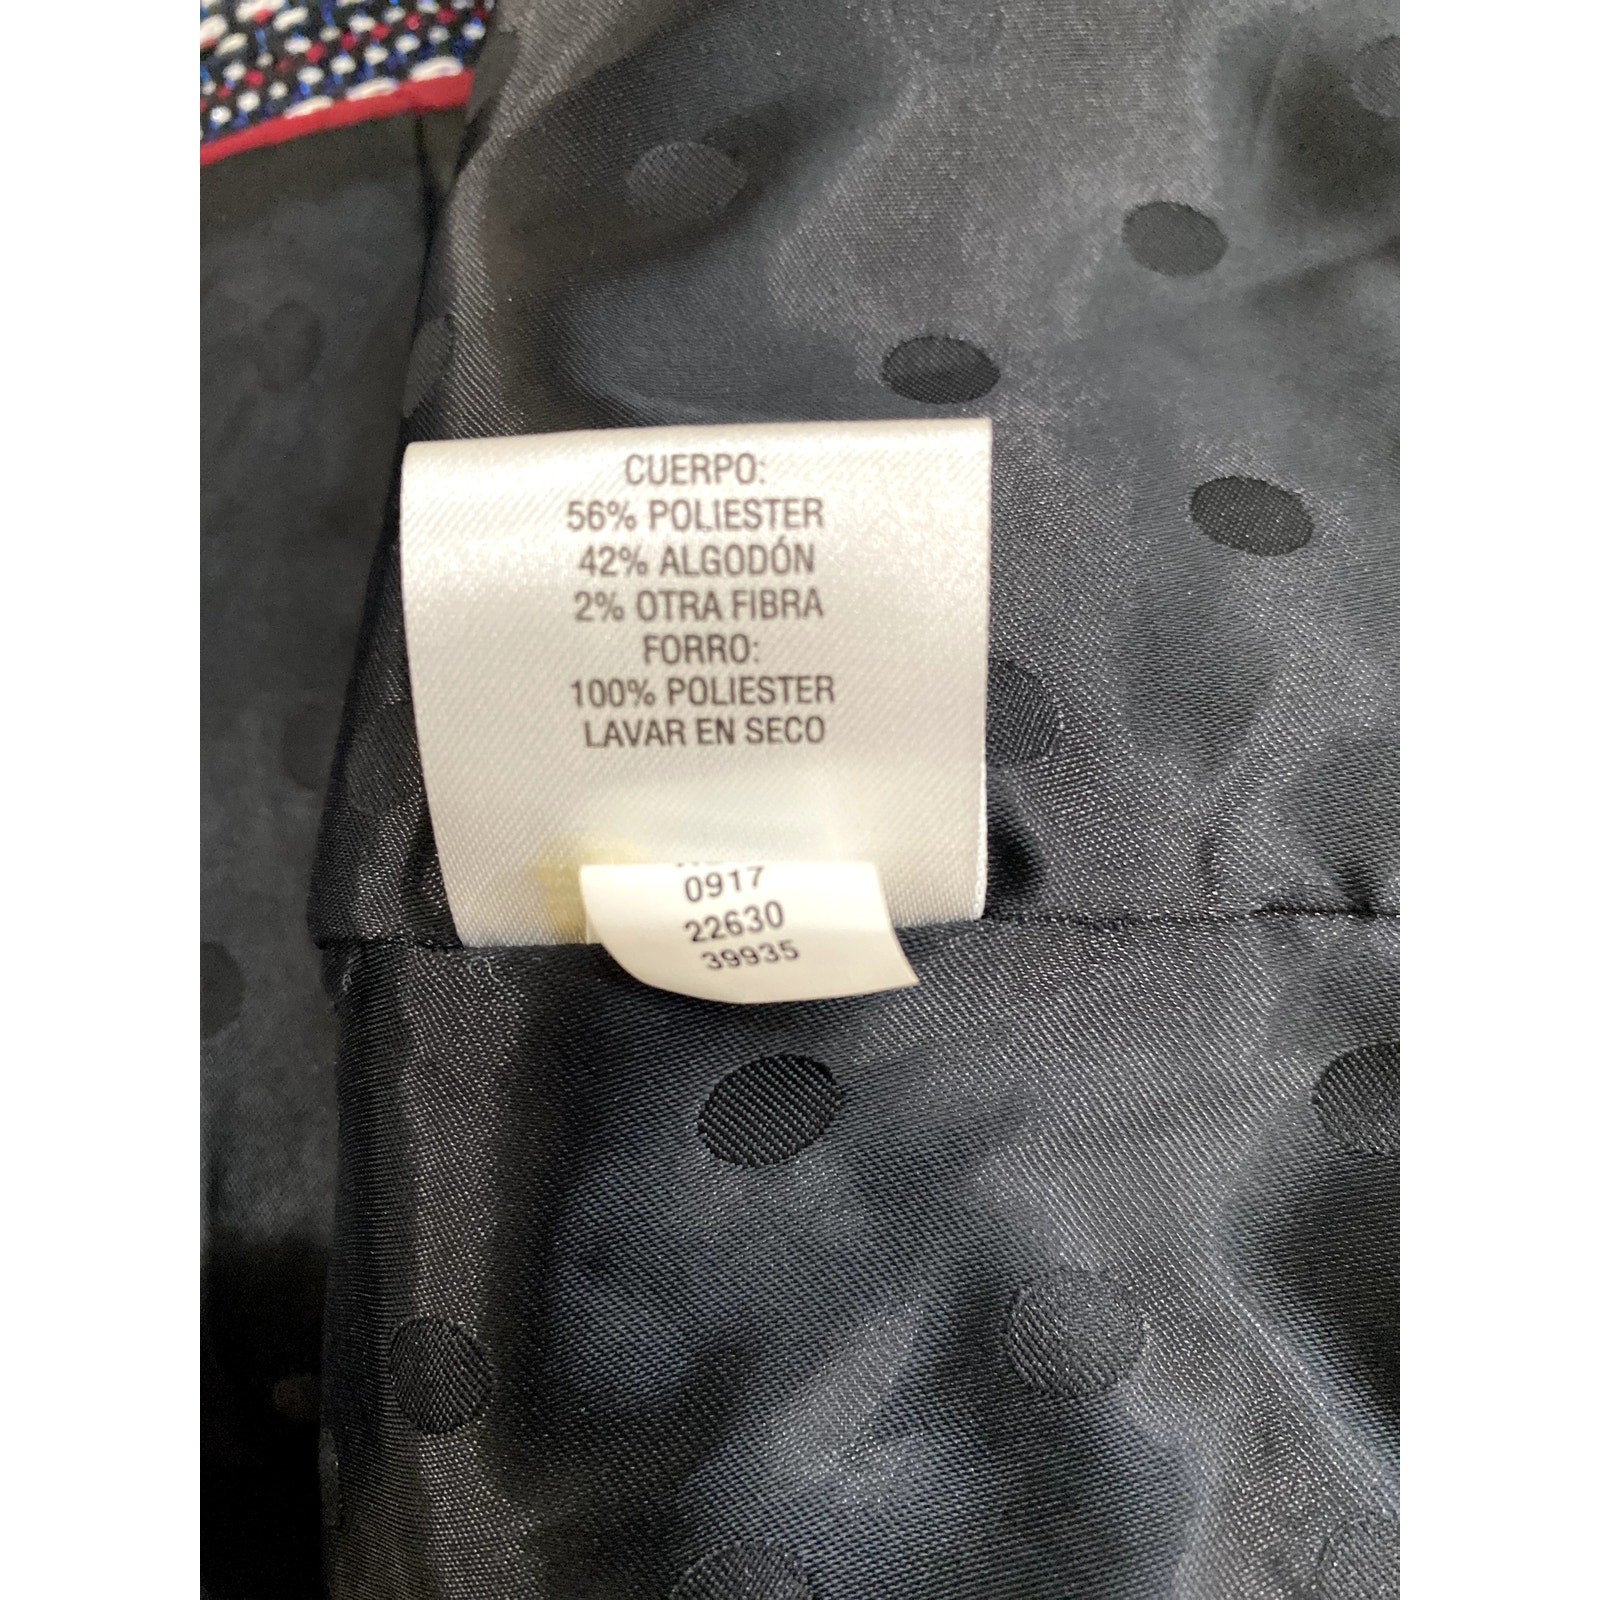 CUERPO:
56% POLIESTER
42% ALGODÓN
2% OTRA FIBRA
FORRO:
100% POLIESTER
LAVAR EN SECO
0917
22630
39935